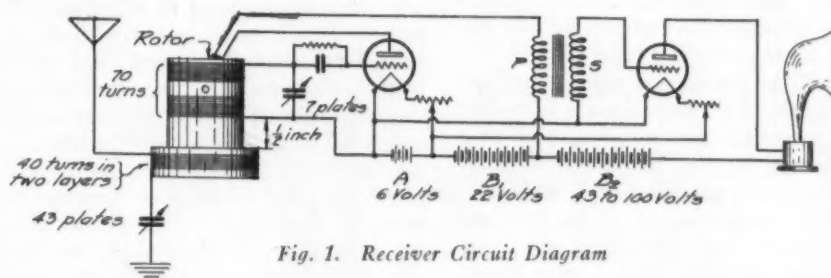 Rotor
70
turns
7 plates
½ inch
40 turns in
two layers
43 plates
P
S
A
6 Volts
B₁
22 Volts
B₂
43 to 100 Volts
Fig. 1. Receiver Circuit Diagram